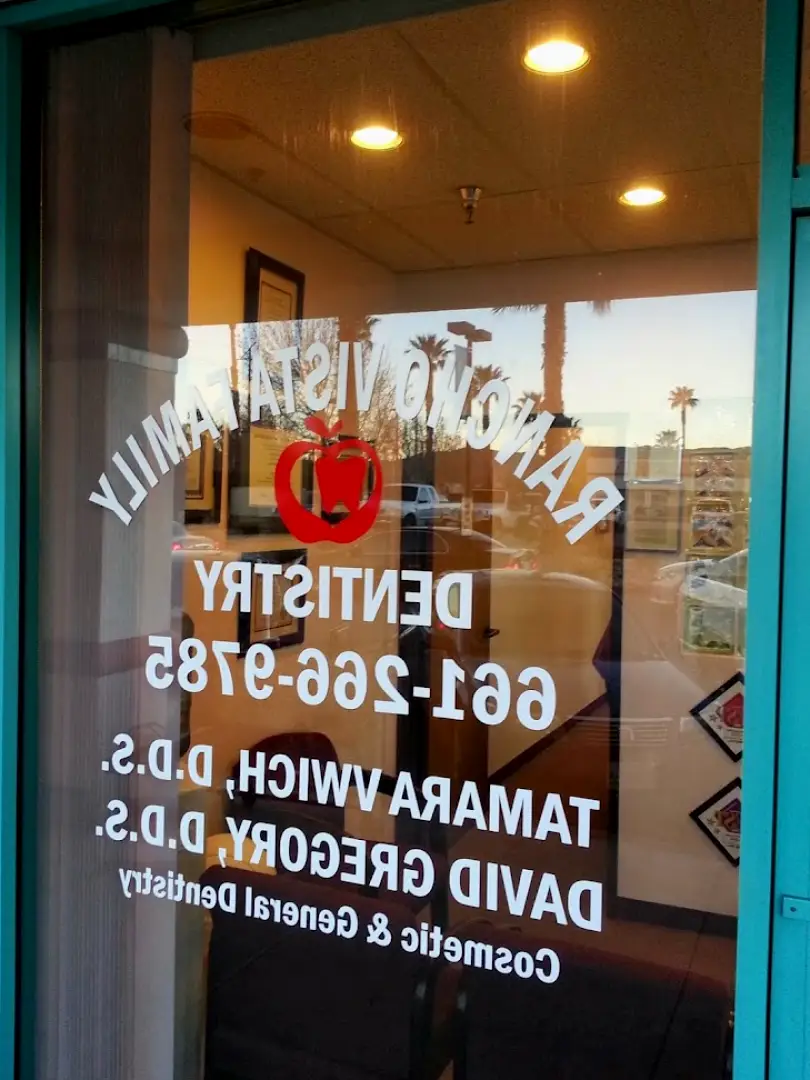 RANCHO VISTA FAMILY
DENTISTRY
661-266-9785
TAMARA VWICH, D.D.S.
DAVID GREGORY, D.D.S.
Cosmetic & General Dentistry